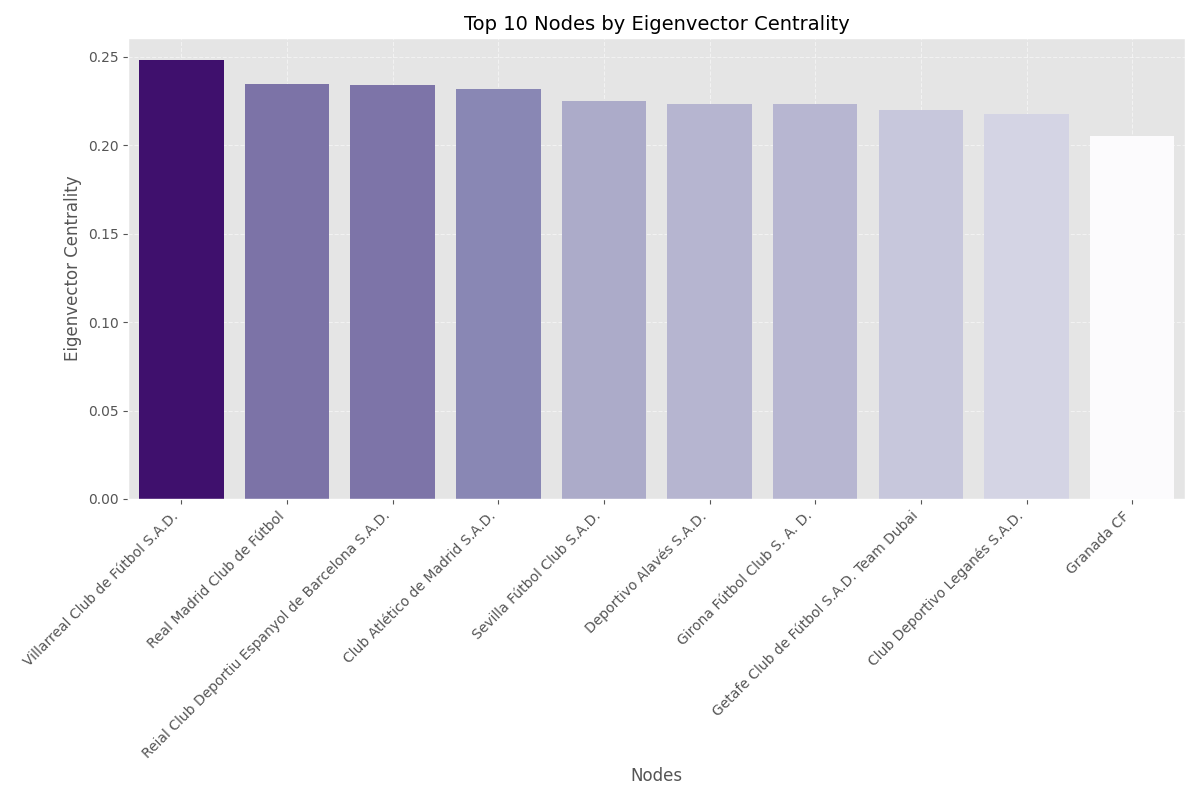 Top 10 Nodes by Eigenvector Centrality
Eigenvector Centrality
0.25
0.20
0.15
0.10
0.05
0.00
Villarreal Club de Fútbol S.A.D.
Real Madrid Club de Fútbol
Reial Club Deportiu Espanyol de Barcelona S.A.D.
Club Atlético de Madrid S.A.D.
Sevilla Fútbol Club S.A.D.
Deportivo Alavés S.A.D.
Girona Fútbol Club S. A. D.
Getafe Club de Fútbol S.A.D. Team Dubai
Club Deportivo Leganés S.A.D.
Granada CF
Nodes